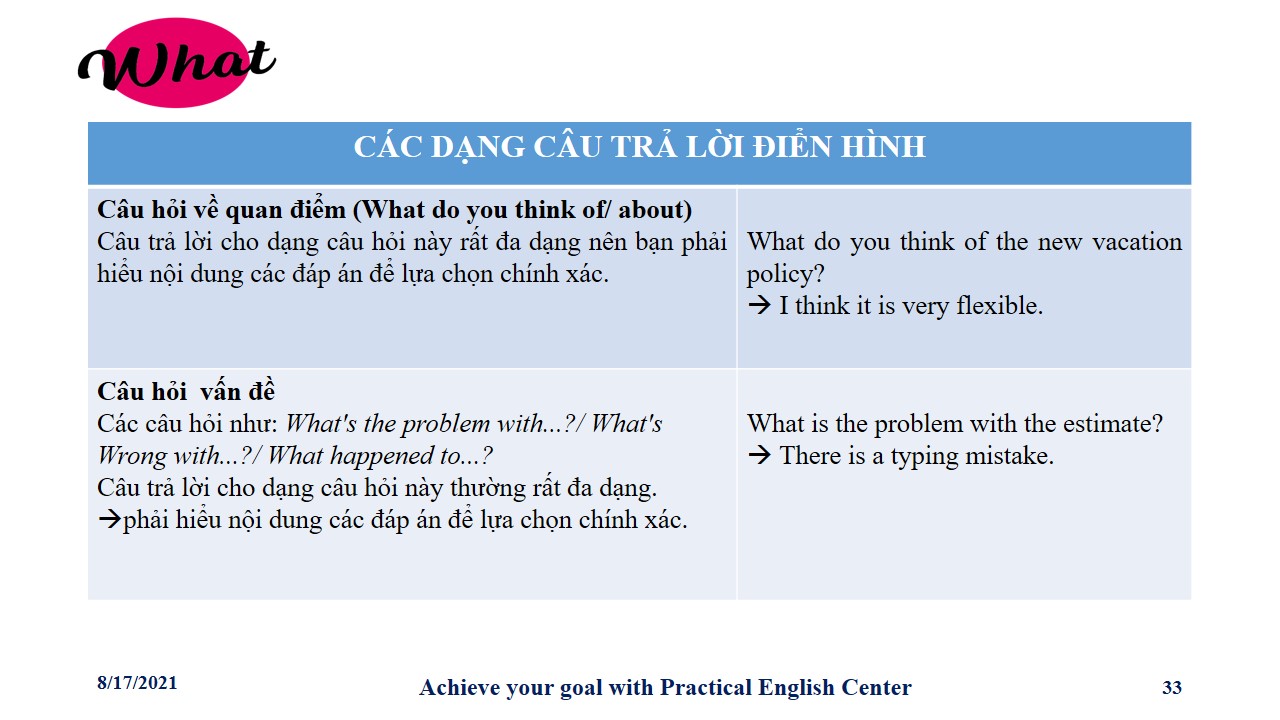 What
CÁC DẠNG CÂU TRẢ LỜI ĐIỂN HÌNH
Câu hỏi về quan điểm (What do you think of/ about)
Câu trả lời cho dạng câu hỏi này rất đa dạng nên bạn phải
hiểu nội dung các đáp án để lựa chọn chính xác.
What do you think of the new vacation
policy?
→ I think it is very flexible.
Câu hỏi  vấn đề
Các câu hỏi như: What's the problem with...?/ What's
Wrong with...?/ What happened to...?
Câu trả lời cho dạng câu hỏi này thường rất đa dạng.
→phải hiểu nội dung các đáp án để lựa chọn chính xác.
What is the problem with the estimate?
→ There is a typing mistake.
8/17/2021
Achieve your goal with Practical English Center
33